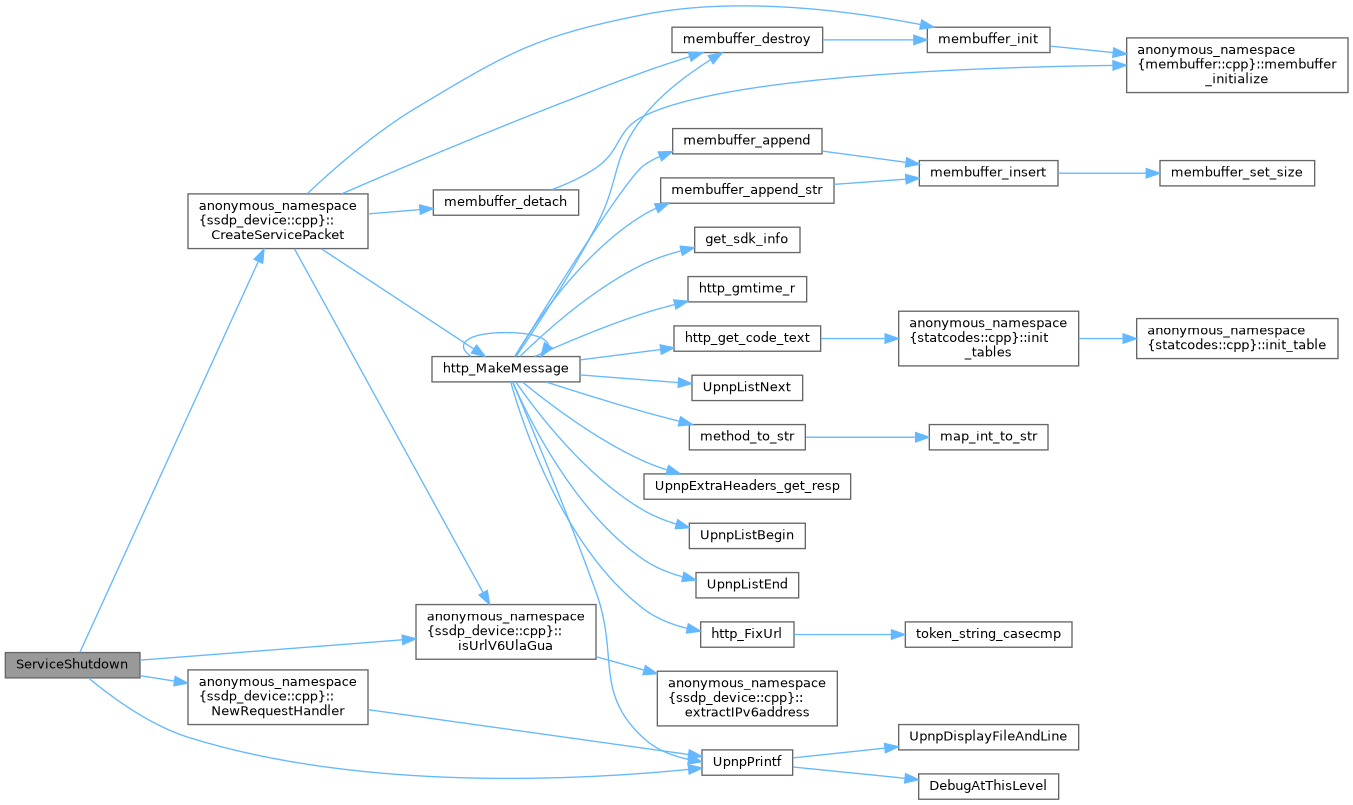 membuffer_destroy
membuffer_init
anonymous_namespace
{membuffer::cpp}::membuffer
_initialize
membuffer_append
membuffer_insert
membuffer_set_size
membuffer_append_str
anonymous_namespace
{ssdp_device::cpp}::
CreateServicePacket
membuffer_detach
get_sdk_info
http_gmtime_r
http_get_code_text
anonymous_namespace
{statcodes::cpp}::init
_tables
anonymous_namespace
{statcodes::cpp}::init_table
http_MakeMessage
UpnpListNext
method_to_str
map_int_to_str
UpnpExtraHeaders_get_resp
UpnpListBegin
UpnpListEnd
http_FixUrl
token_string_casecmp
anonymous_namespace
{ssdp_device::cpp}::
isUrlV6UlaGua
ServiceShutdown
anonymous_namespace
{ssdp_device::cpp}::
NewRequestHandler
anonymous_namespace
{ssdp_device::cpp}::
extractIPv6address
UpnpPrintf
UpnpDisplayFileAndLine
DebugAtThisLevel